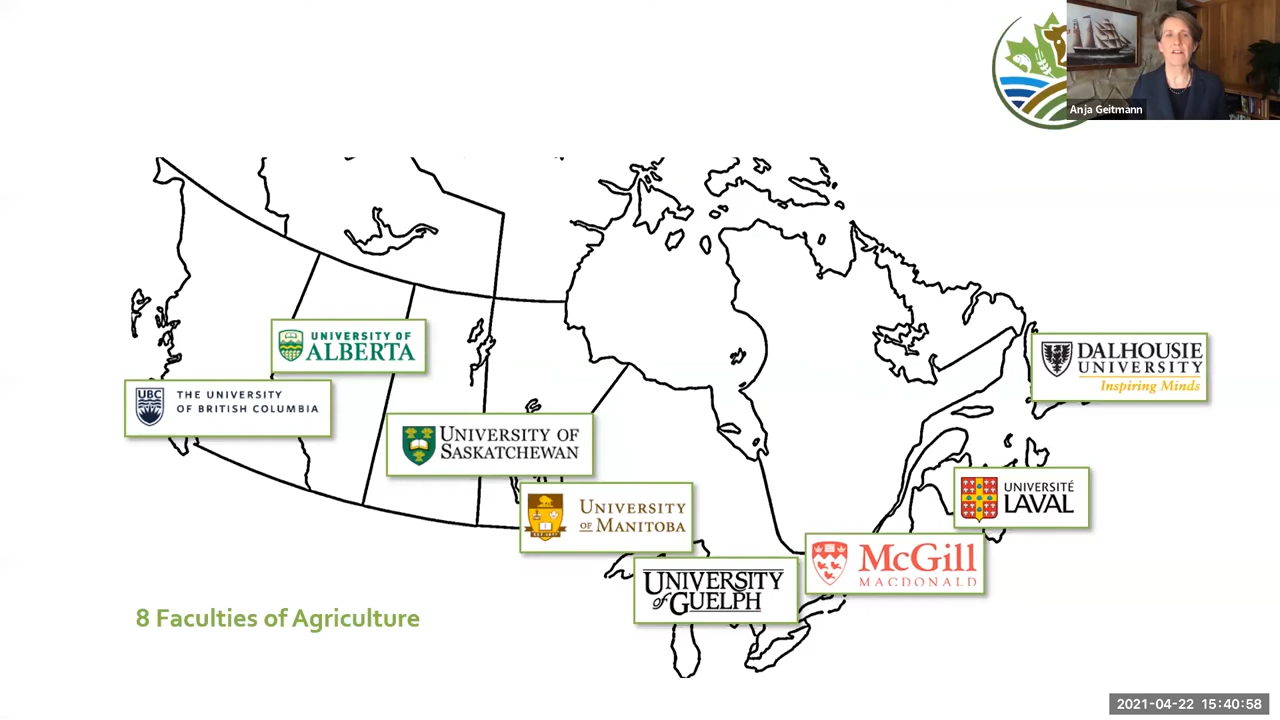 Anja Geitmann
UNIVERSITY OF
ALBERTA
DALHOUSIE
UNIVERSITY
Inspiring Minds
UBC
THE UNIVERSITY
OF BRITISH COLUMBIA
UNIVERSITY OF
SASKATCHEWAN
UNIVERSITÉ
LAVAL
UNIVERSITY
OF MANITOBA
McGill
MACDONALD
UNIVERSITY
of GUELPH
8 Faculties of Agriculture
2021-04-22 15:40:58